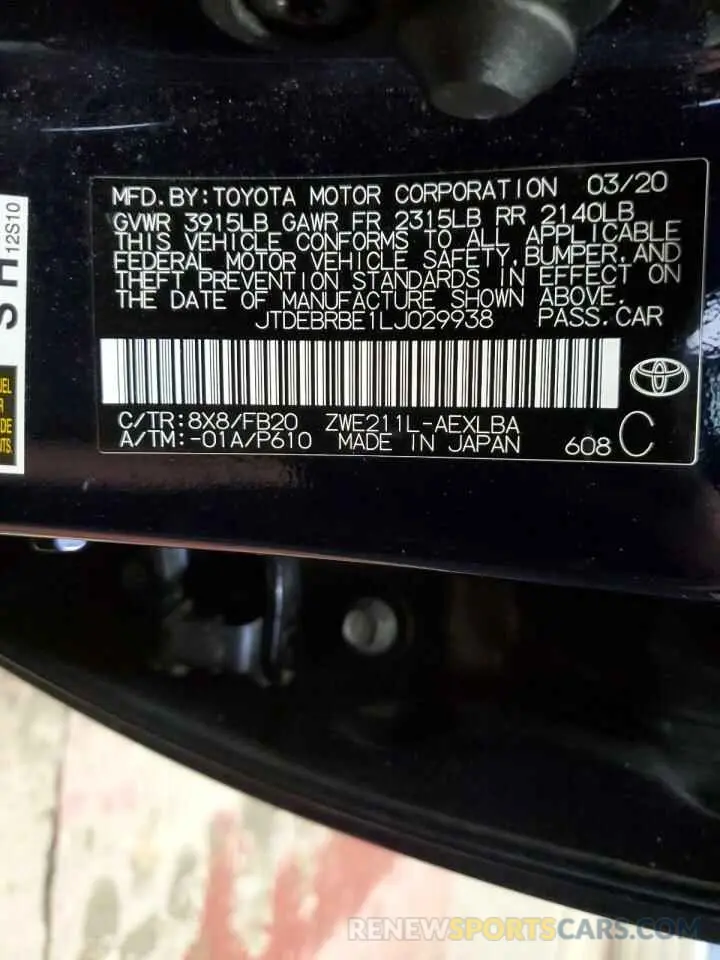 MFD.BY:TOYOTA MOTOR CORPORATION 03/20
GVWR 3915LB GAWR FR 2315LB RR 2140LB
THIS VEHICLE CONFORMS TO ALL APPLICABLE
FEDERAL MOTOR VEHICLE SAFETY,BUMPER,AND
THEFT PREVENTION STANDARDS IN EFFECT ON
THE DATE OF MANUFACTURE SHOWN ABOVE.
JTDEBRBE1LJ029938 PASS.CAR
C/TR:8X8/FB20 ZWE211L-AEXLBA
A/TM:-01A/P610 MADE IN JAPAN 608 C
12S10
RENEWSPORTSCARS.COM